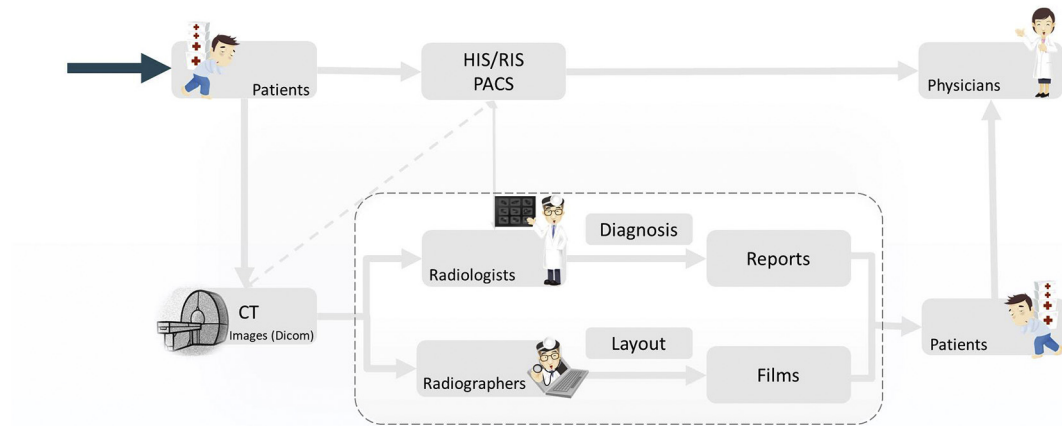 Patients
HIS/RIS
PACS
Physicians
Diagnosis
Radiologists
Reports
CT
Images (Dicom)
Layout
Patients
Radiographers
Films